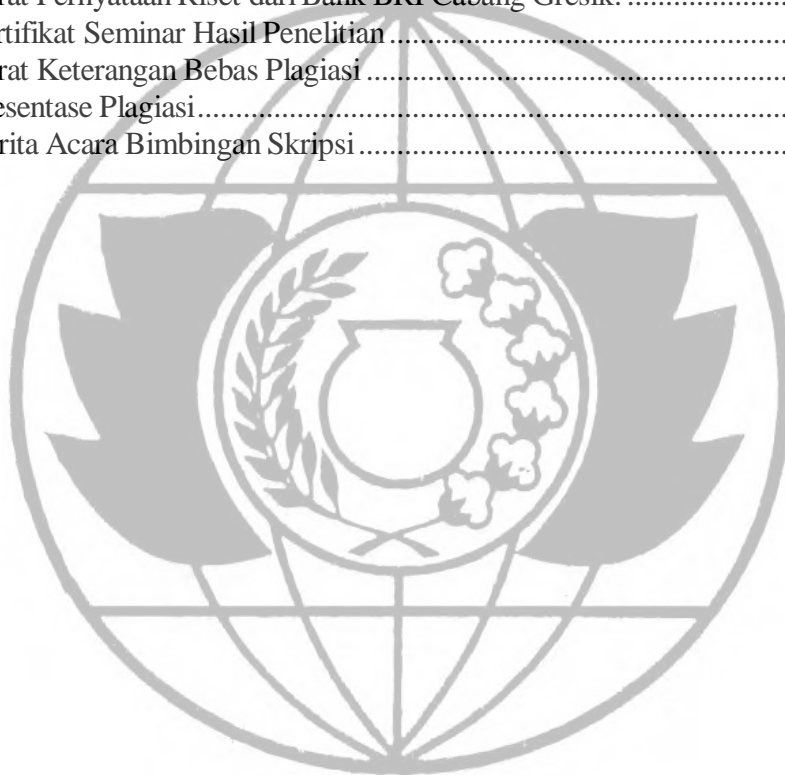 rat Pernyataan Riset dari Bank BRI Cabang Gresik. ....................
rtifikat Seminar Hasil Penelitian ....................................................
rat Keterangan Bebas Plagiasi ........................................................
esentase Plagiasi...............................................................................
rita Acara Bimbingan Skripsi .........................................................